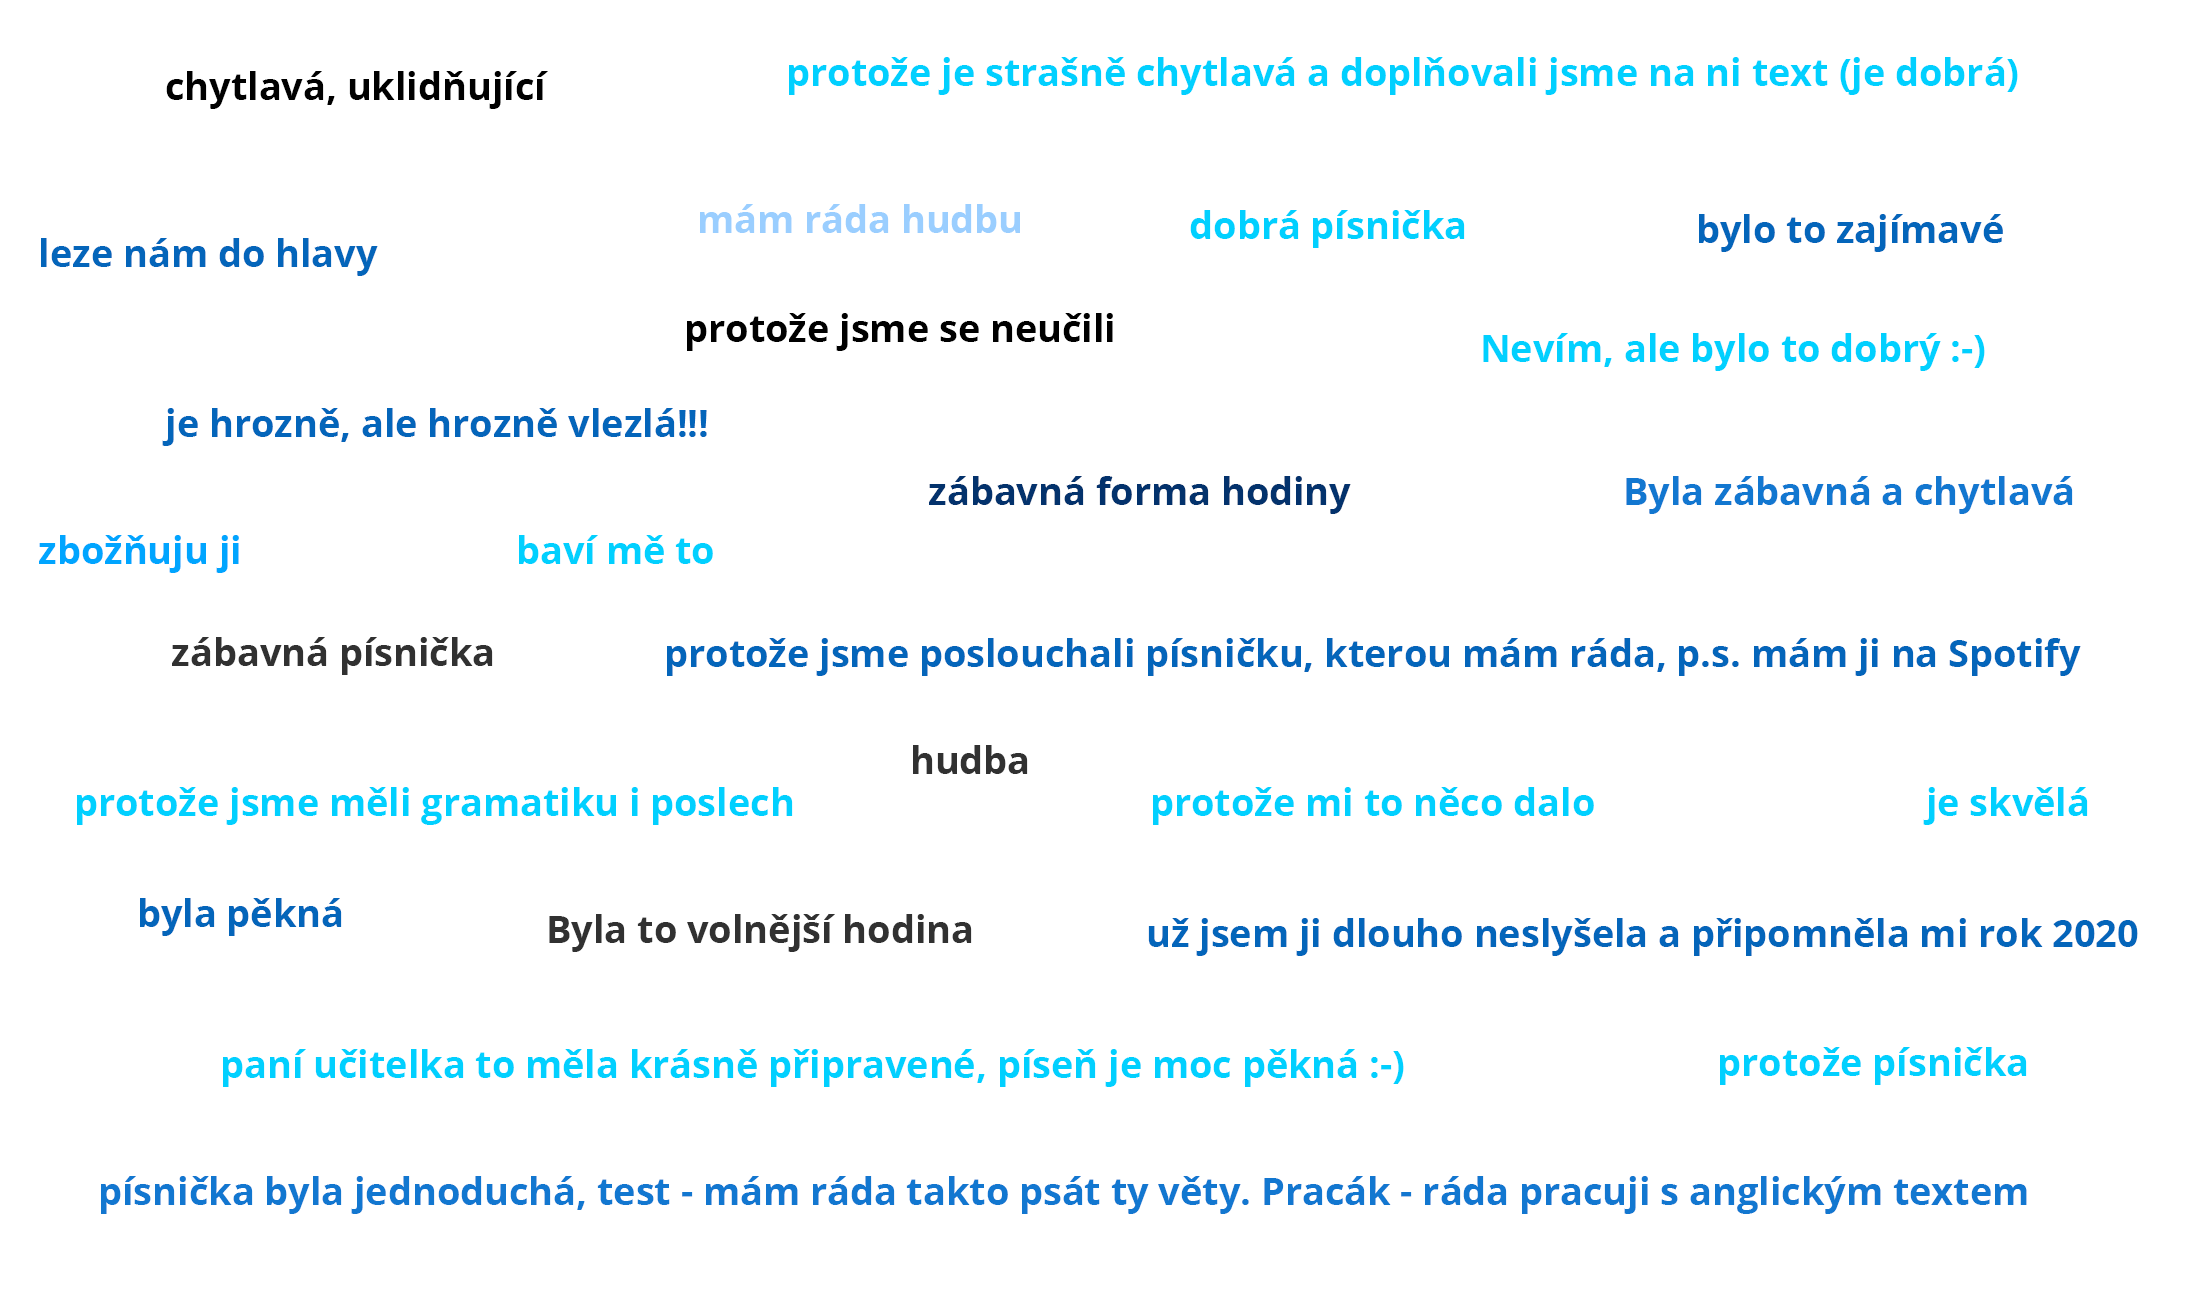 chytlavá, uklidňující
protože je strašně chytlavá a doplňovali jsme na ni text (je dobrá)
leze nám do hlavy
mám ráda hudbu
dobrá písnička
bylo to zajímavé
protože jsme se neučili
Nevím, ale bylo to dobrý :-)
je hrozně, ale hrozně vlezlá!!!
zábavná forma hodiny
Byla zábavná a chytlavá
zbožňuju ji
baví mě to
zábavná písnička
protože jsme poslouchali písničku, kterou mám ráda, p.s. mám ji na Spotify
hudba
protože jsme měli gramatiku i poslech
protože mi to něco dalo
je skvělá
byla pěkná
Byla to volnější hodina
už jsem ji dlouho neslyšela a připomněla mi rok 2020
paní učitelka to měla krásně připravené, píseň je moc pěkná :-)
protože písnička
písnička byla jednoduchá, test - mám ráda takto psát ty věty. Pracák - ráda pracuji s anglickým textem